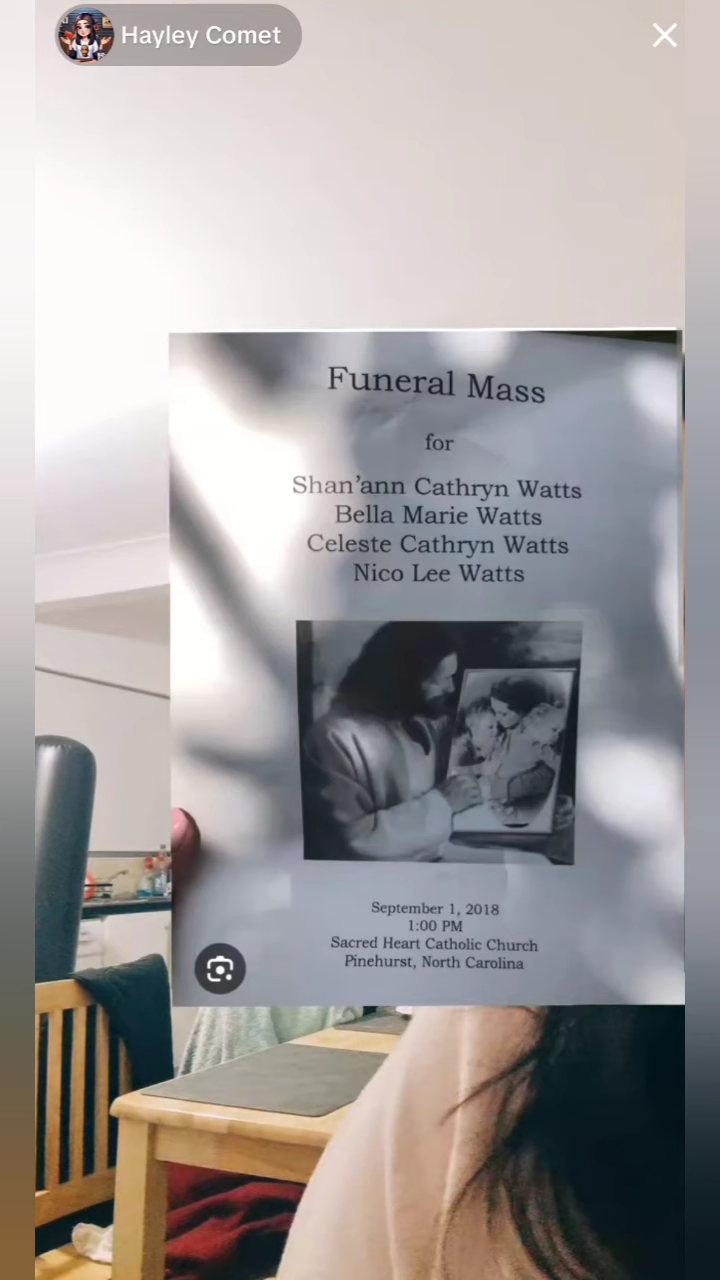 Hayley Comet
Funeral Mass
for
Shan'ann Cathryn Watts
Bella Marie Watts
Celeste Cathryn Watts
Nico Lee Watts
September 1, 2018
1:00 PM
Sacred Heart Catholic Church
Pinehurst, North Carolina